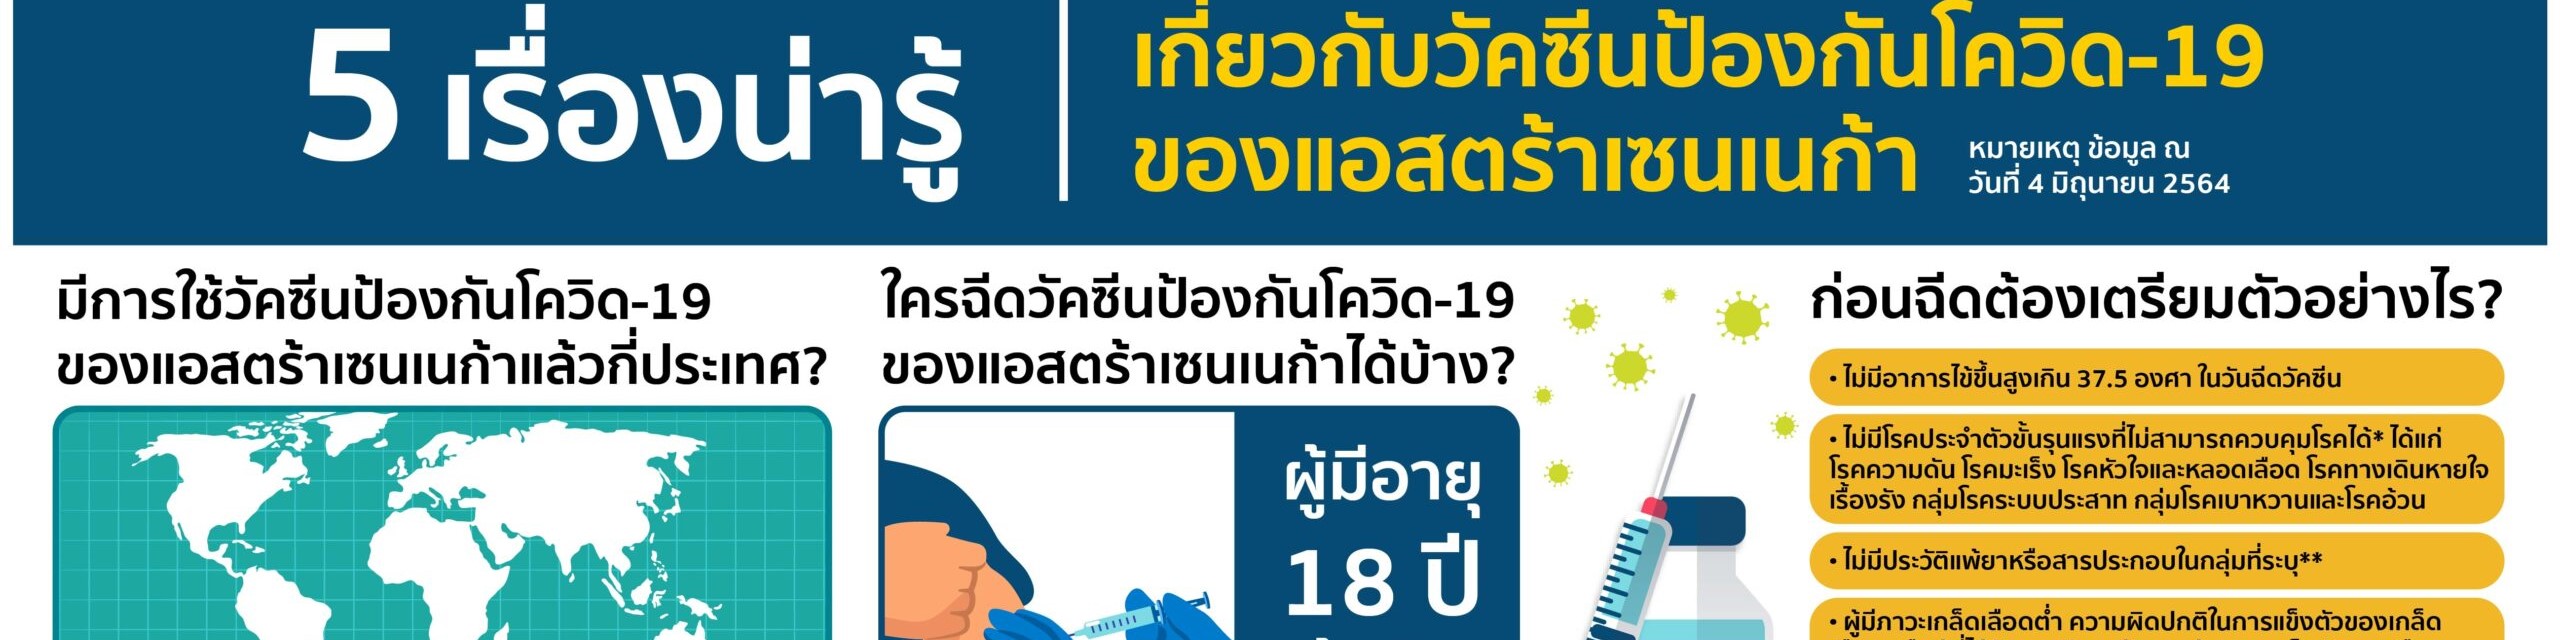 5 เรื่องน่ารู้
เกี่ยวกับวัคซีนป้องกันโควิด-19
ของแอสตร้าเซนเนก้า
หมายเหตุ ข้อมูล ณ
วันที่ 4 มิถุนายน 2564
มีการใช้วัคซีนป้องกันโควิด-19
ของแอสตร้าเซนเนก้าแล้วกี่ประเทศ?
ใครฉีดวัคซีนป้องกันโควิด-19
ของแอสตร้าเซนเนก้าได้บ้าง?
ผู้มีอายุ
18 ปี
ก่อนฉีดต้องเตรียมตัวอย่างไร?
• ไม่มีอาการไข้ขึ้นสูงเกิน 37.5 องศา ในวันฉีดวัคซีน
• ไม่มีโรคประจำตัวขั้นรุนแรงที่ไม่สามารถควบคุมโรคได้* ได้แก่
โรคความดัน โรคมะเร็ง โรคหัวใจและหลอดเลือด โรคทางเดินหายใจ
เรื้องรัง กลุ่มโรคระบบประสาท กลุ่มโรคเบาหวานและโรคอ้วน
• ไม่มีประวัติแพ้ยาหรือสารประกอบในกลุ่มที่ระบุ**
• ผู้มีภาวะเกล็ดเลือดต่ำ ความผิดปกติในการแข็งตัวของเกล็ด